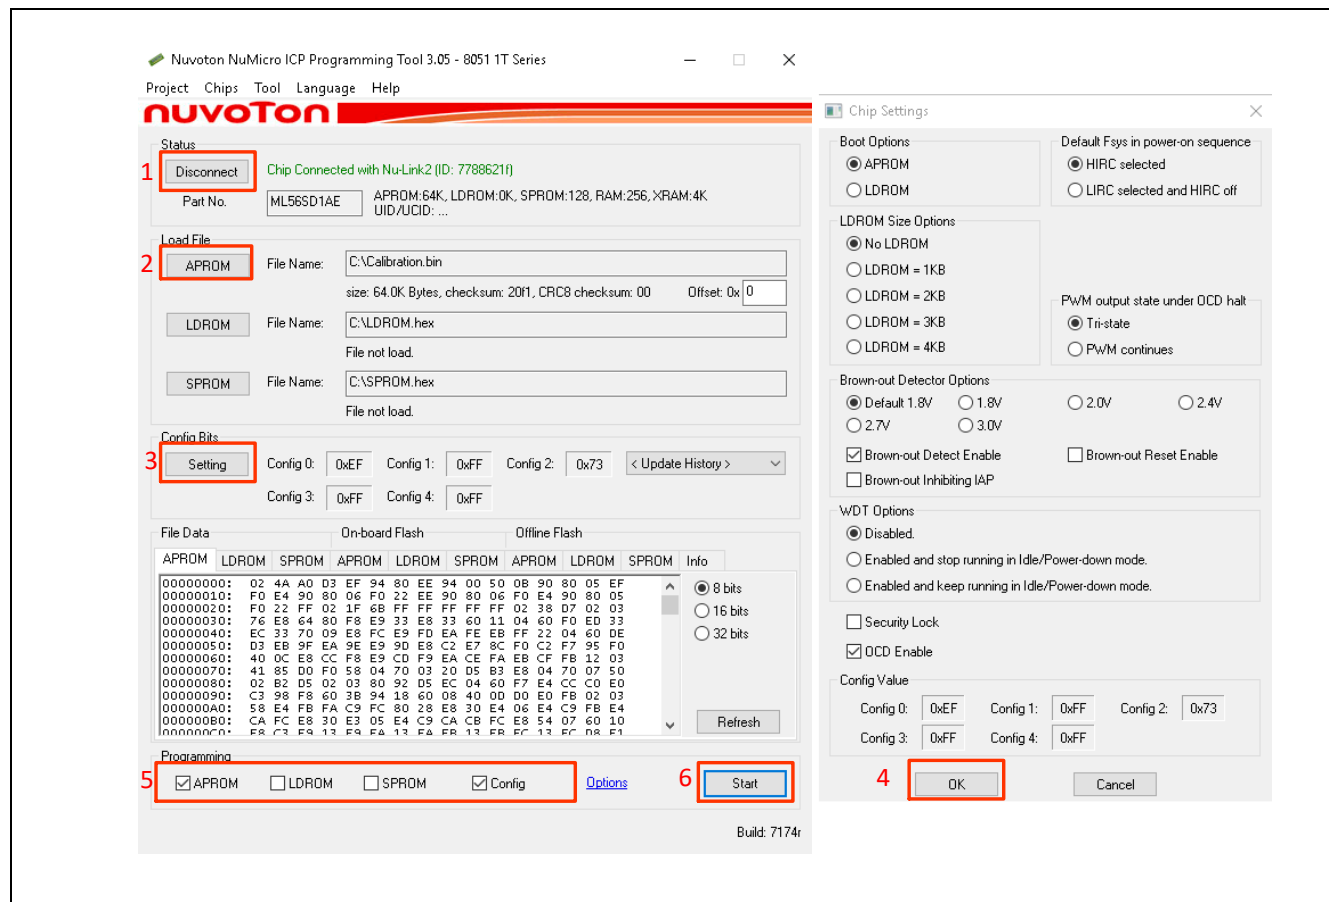 Nuvoton NuMicro ICP Programming Tool 3.05 - 8051 1T Series
Project Chips Tool Language Help
nuvoTon
Status
1 Disconnect Chip Connected with Nu-Link2 (ID: 7788621f)
Part No. ML56SD1AE APROM:64K, LDROM:0K, SPROM:128, RAM:256, XRAM:4K
UID/UCID: ...
Load File
2 APROM File Name: C:\Calibration.bin
size: 64.0K Bytes, checksum: 20f1, CRC8 checksum: 00 Offset: 0x 0
LDROM File Name: C:\LDROM.hex
File not load.
SPROM File Name: C:\SPROM.hex
File not load.
Config Bits
3 Setting Config 0: 0xEF Config 1: 0xFF Config 2: 0x73 < Update History >
Config 3: 0xFF Config 4: 0xFF
File Data On-board Flash Offline Flash
APROM LDROM SPROM APROM LDROM SPROM APROM LDROM SPROM Info
00000000: 02 4A A0 D3 EF 94 80 EE 94 00 50 0B 90 80 05 EF
00000010: F0 E4 90 80 06 F0 22 EE 90 80 06 F0 E4 90 80 05
00000020: F0 22 FF 02 1F 6B FF FF FF FF FF 02 38 D7 02 03
00000030: 76 E8 64 80 F8 E9 33 E8 33 60 11 04 60 F0 ED 33
00000040: EC 33 70 09 E8 FC E9 FD EA FE EB FF 22 04 60 DE
00000050: D3 EB 9F EA 9E E9 9D E8 C2 E7 8C F0 C2 F7 95 F0
00000060: 40 0C E8 CC F8 E9 CD F9 EA CE FA EB CF FB 12 03
00000070: 41 85 D0 F0 58 04 70 03 20 D5 B3 E8 04 70 07 50
00000080: 02 B2 D5 02 03 80 92 D5 EC 04 60 F7 E4 CC C0 E0
00000090: C3 98 F8 60 3B 94 18 60 08 40 0D D0 E0 FB 02 03
000000A0: 58 E4 FB FA C9 FC 80 28 E8 30 E4 06 E4 C9 FB E4
000000B0: CA FC E8 30 E3 05 E4 C9 CA CB FC E8 54 07 60 10
000000C0: F8 C3 E9 13 F9 EA 13 FA EB 13 FB EC 13 FC D8 F1
8 bits
16 bits
32 bits
Refresh
Programming
5 APROM LDROM SPROM Config Options 6 Start
Build: 7174r
Chip Settings
Boot Options
APROM
LDROM
Default Fsys in power-on sequence
HIRC selected
LIRC selected and HIRC off
LDROM Size Options
No LDROM
LDROM = 1KB
LDROM = 2KB
LDROM = 3KB
LDROM = 4KB
PWM output state under OCD halt
Tri-state
PWM continues
Brown-out Detector Options
Default 1.8V 1.8V 2.0V 2.4V
2.7V 3.0V
Brown-out Detect Enable Brown-out Reset Enable
Brown-out Inhibiting IAP
WDT Options
Disabled.
Enabled and stop running in Idle/Power-down mode.
Enabled and keep running in Idle/Power-down mode.
Security Lock
OCD Enable
Config Value
Config 0: 0xEF Config 1: 0xFF Config 2: 0x73
Config 3: 0xFF Config 4: 0xFF
4 OK Cancel